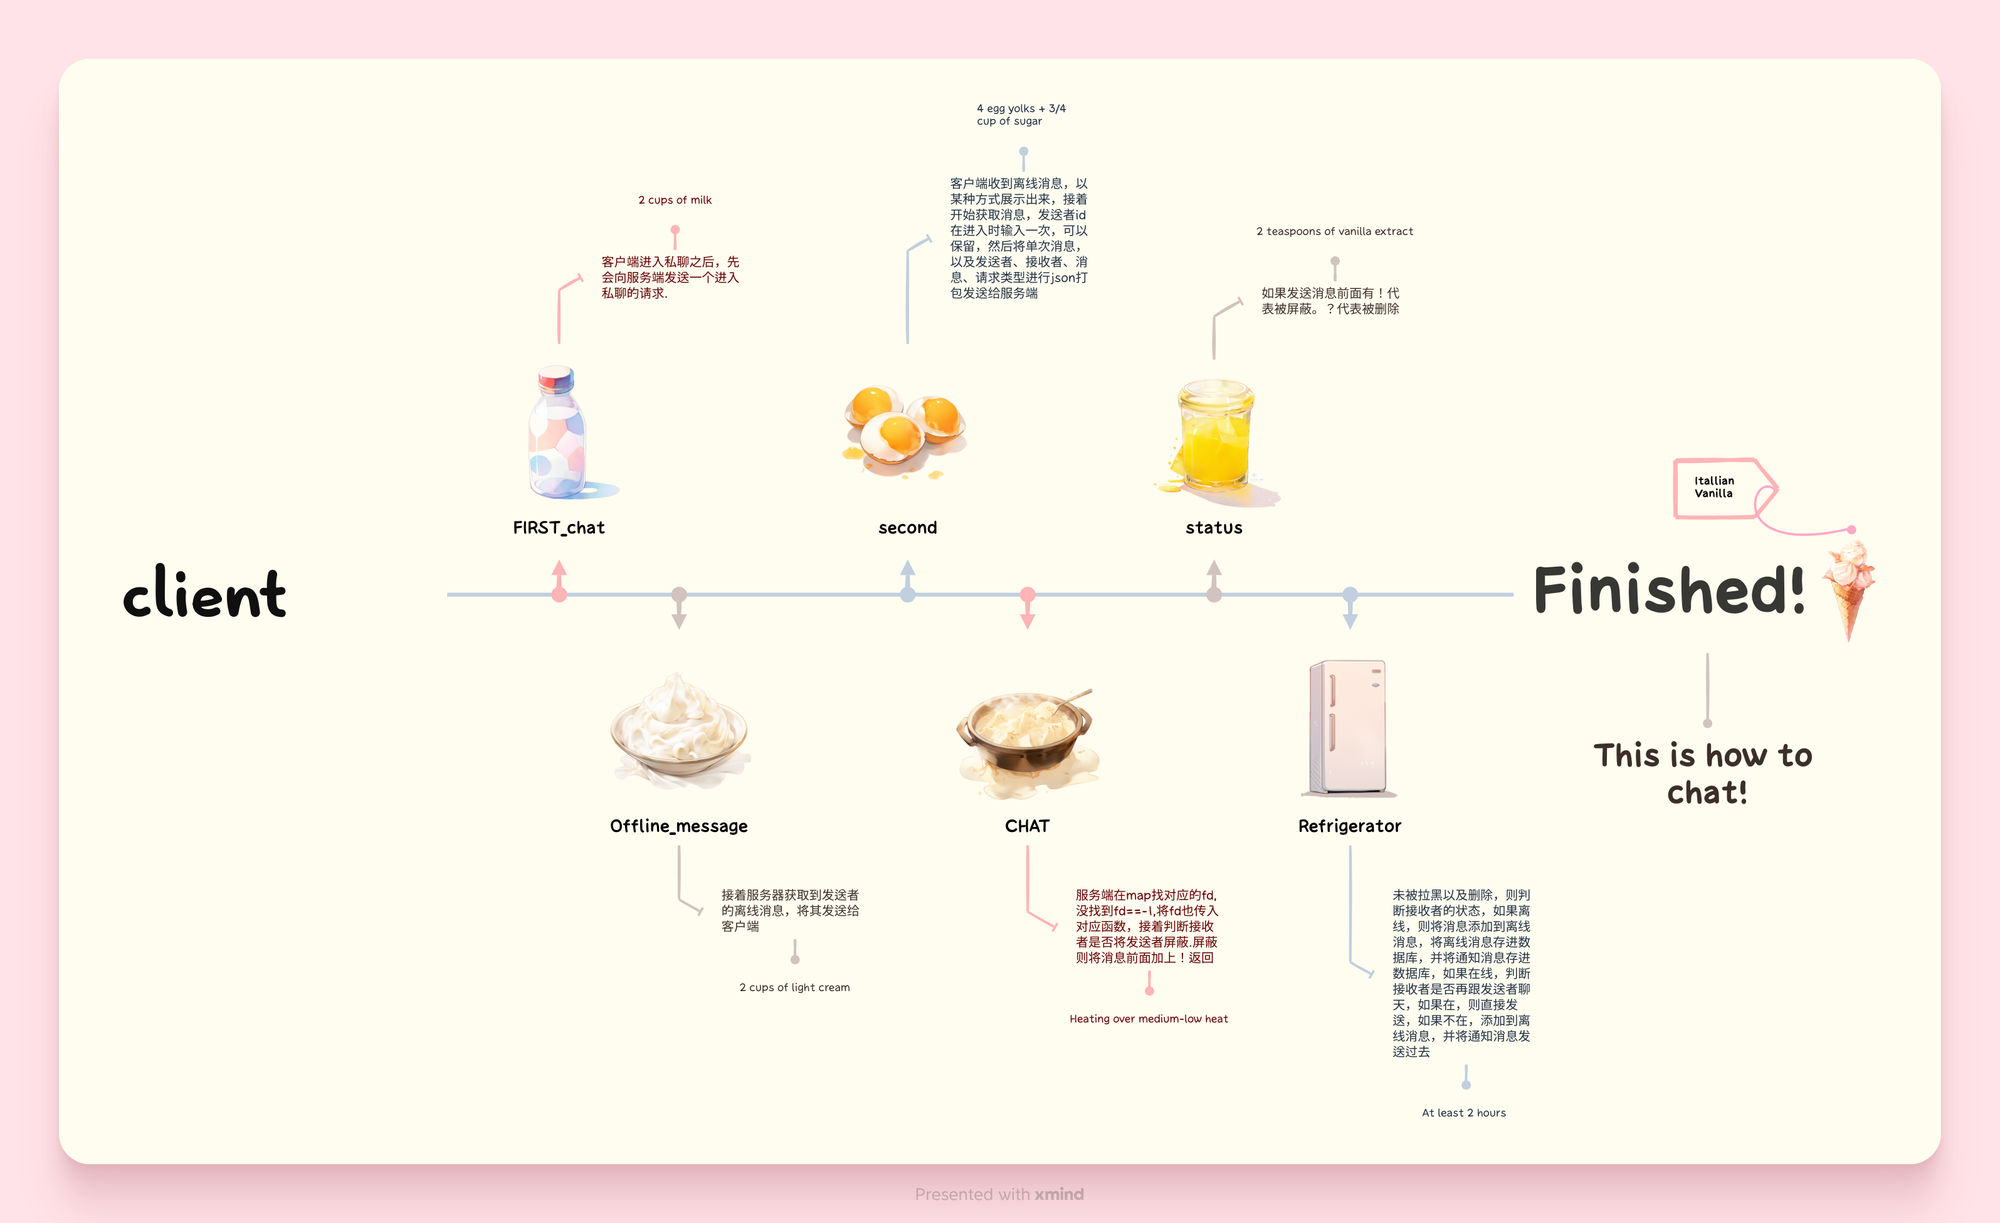 client
2 cups of milk
客户端进入私聊之后，先
会向服务端发送一个进入
私聊的请求.
FIRST_chat
Offline_message
接着服务器获取到发送者
的离线消息，将其发送给
客户端
2 cups of light cream
4 egg yolks + 3/4
cup of sugar
客户端收到离线消息，以
某种方式展示出来，接着
开始获取消息，发送者id
在进入时输入一次，可以
保留，然后将单次消息，
以及发送者、接收者、消
息、请求类型进行json打
包发送给服务端
second
CHAT
服务端在map找对应的fd,
没找到fd==-1,将fd也传入
对应函数，接着判断接收
者是否将发送者屏蔽.屏蔽
则将消息前面加上！返回
Heating over medium-low heat
2 teaspoons of vanilla extract
如果发送消息前面有！代
表被屏蔽。？代表被删除
status
Refrigerator
未被拉黑以及删除，则判
断接收者的状态，如果离
线，则将消息添加到离线
消息，将离线消息存进数
据库，并将通知消息存进
数据库，如果在线，判断
接收者是否再跟发送者聊
天，如果在，则直接发
送，如果不在，添加到离
线消息，并将通知消息发
送过去
At least 2 hours
Itallian
Vanilla
Finished!
This is how to
chat!
Presented with xmind